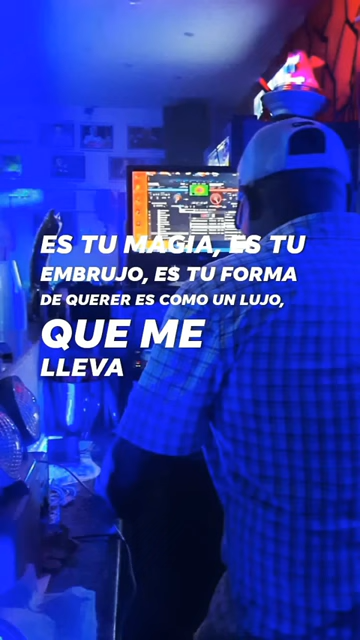 ES TU MAGIA, ES TU
EMBRUJO, ES TU FORMA
DE QUERER ES COMO UN LUJO,
QUE ME
LLEVA